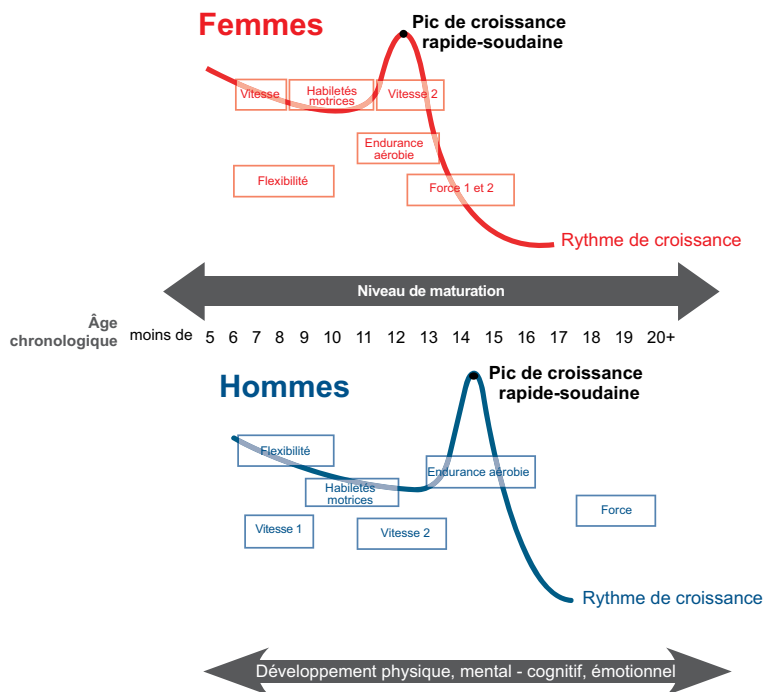 Femmes
Pic de croissance
rapide-soudaine
Vitesse
Habiletés
motrices
Vitesse 2
Endurance
aérobie
Flexibilité
Force 1 et 2
Rythme de croissance
Niveau de maturation
Âge
chronologique
moins de 5 6 7 8 9 10 11 12 13 14 15 16 17 18 19 20+
Hommes
Pic de croissance
rapide-soudaine
Flexibilité
Endurance aérobie
Habiletés
motrices
Vitesse 1
Vitesse 2
Force
Rythme de croissance
Développement physique, mental - cognitif, émotionnel